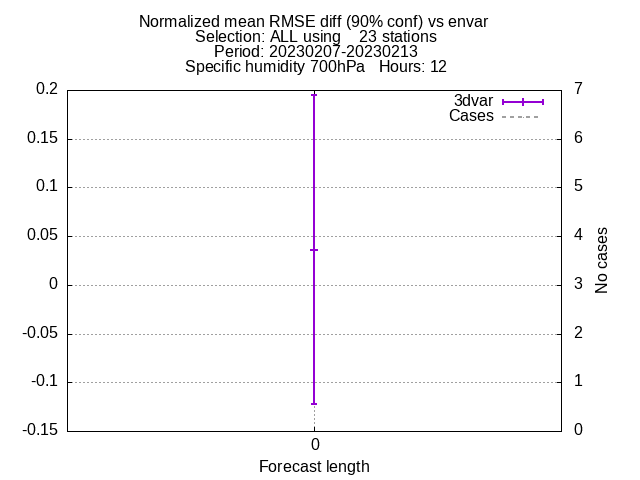 Normalized mean RMSE diff (90% conf) vs envar
Selection: ALL using    23 stations
Period: 20230207-20230213
Specific humidity 700hPa   Hours: 12
3dvar
Cases
0.2
0.15
0.1
0.05
0
-0.05
-0.1
-0.15
7
6
5
4
3
2
1
0
No cases
0
Forecast length